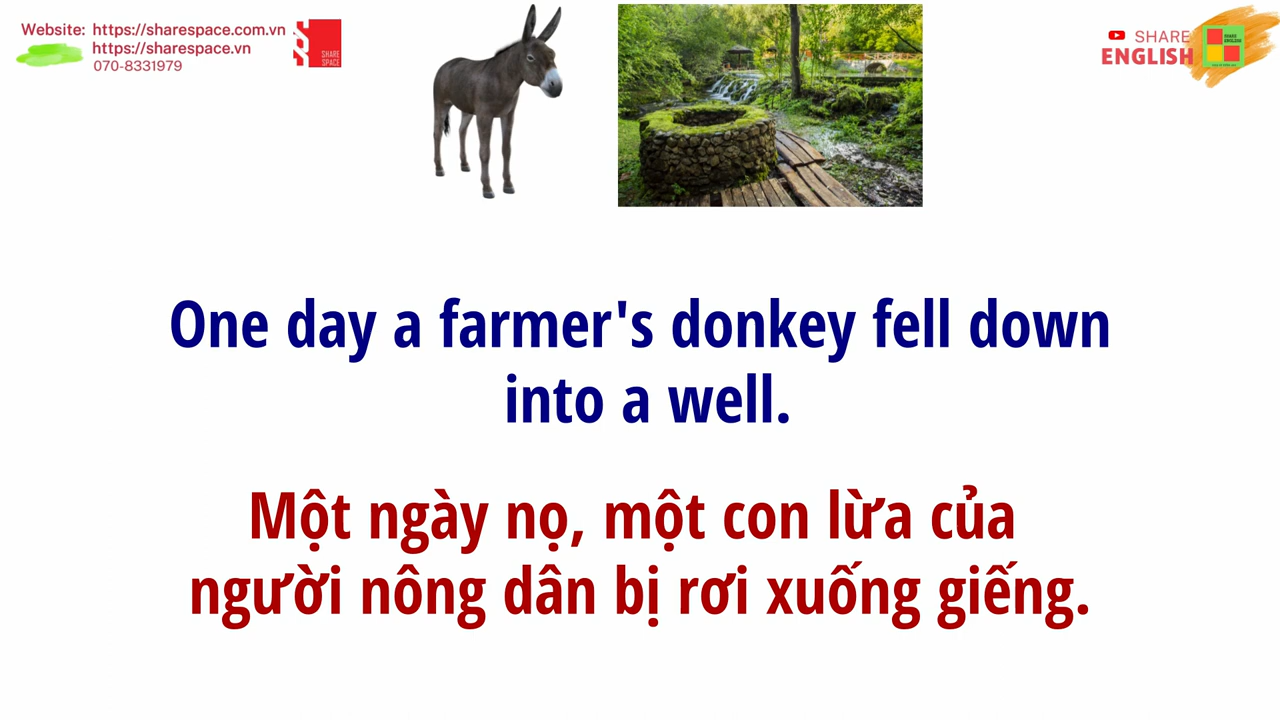 Website: https://sharespace.com.vn
https://sharespace.vn
070-8331979
SHARE
SPACE
SHARE
ENGLISH
One day a farmer's donkey fell down
into a well.
Một ngày nọ, một con lừa của
người nông dân bị rơi xuống giếng.